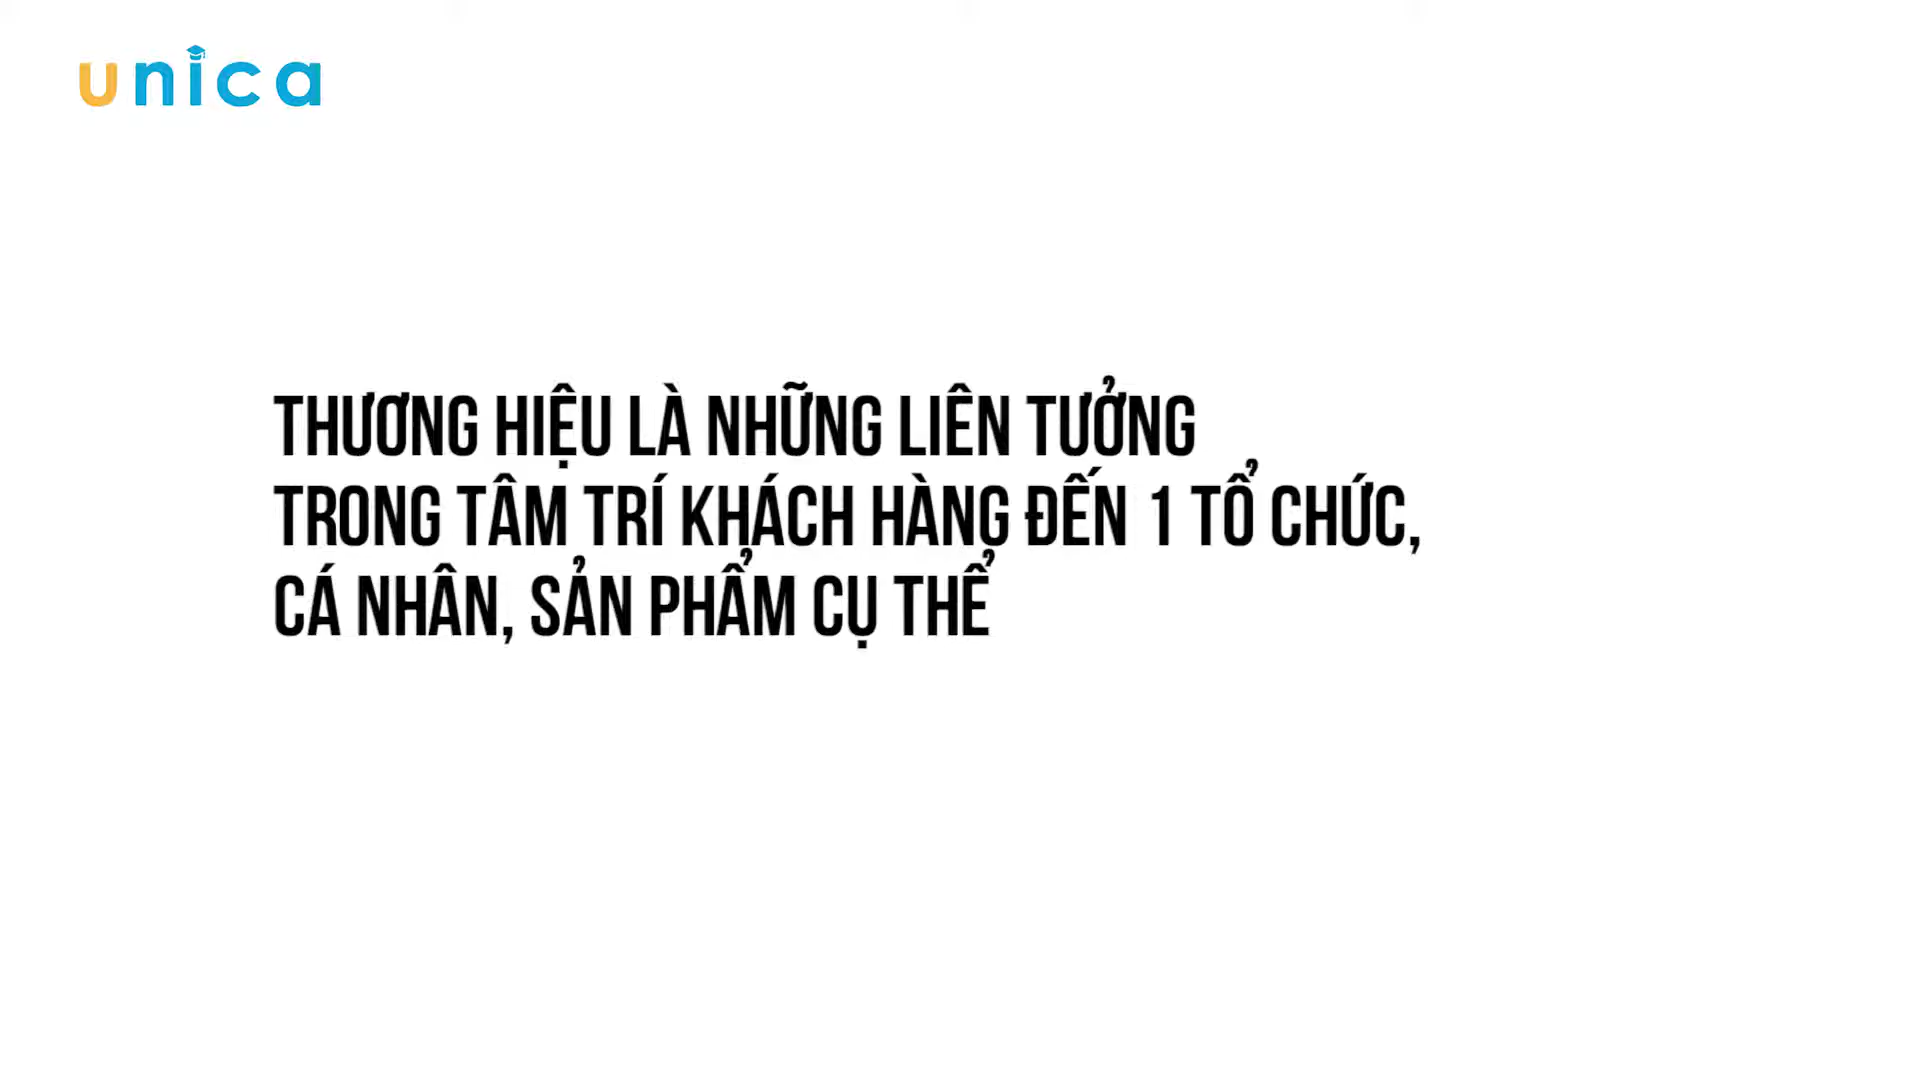 unica
THƯƠNG HIỆU LÀ NHỮNG LIÊN TƯỞNG
TRONG TÂM TRÍ KHÁCH HÀNG ĐẾN 1 TỔ CHỨC,
CÁ NHÂN, SẢN PHẨM CỤ THỂ